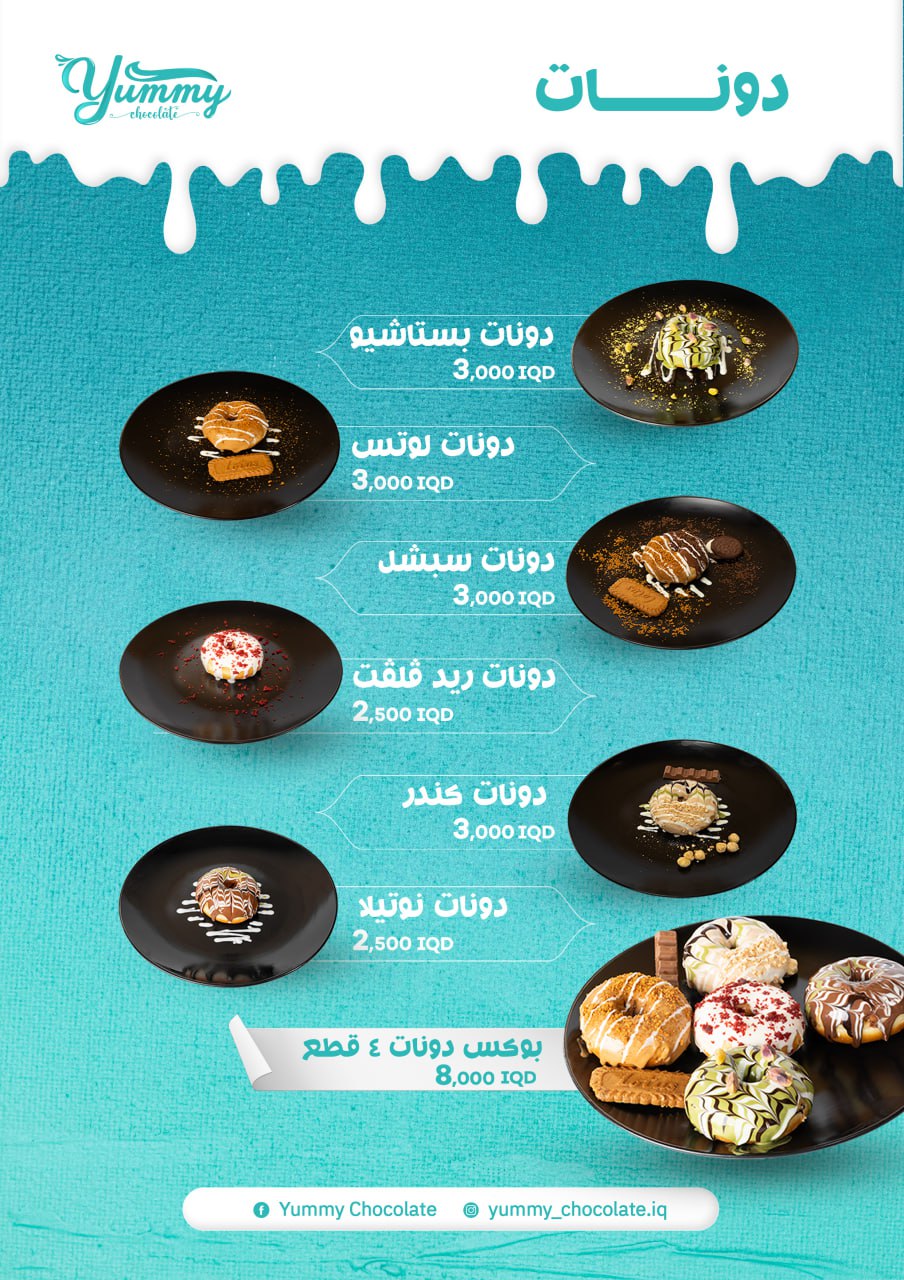 Yummy
chocolate
دونـــات
دونات بستاشيو
3,000 IQD
دونات لوتس
3,000 IQD
دونات سبشل
3,000 IQD
دونات ريد ڤلڤت
2,500 IQD
دونات كندر
3,000 IQD
دونات نوتيلا
2,500 IQD
بوكس دونات ٤ قطع
8,000 IQD
Yummy Chocolate yummy_chocolate.iq